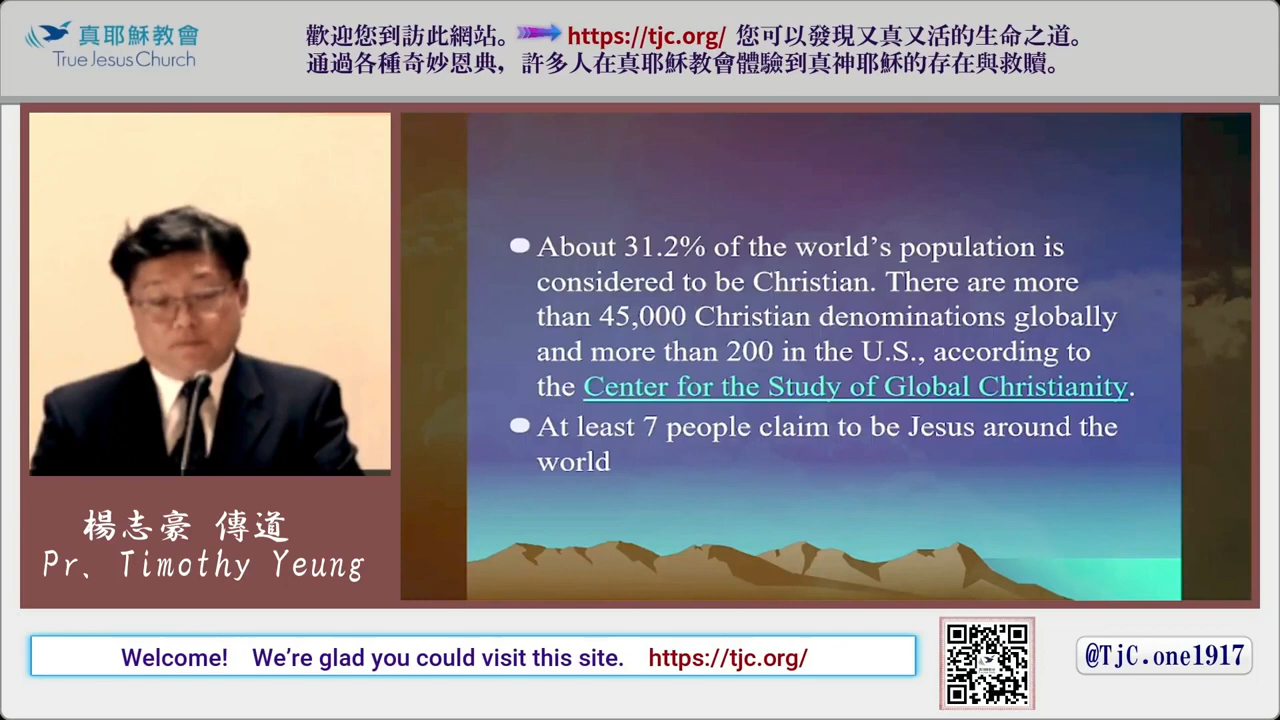 真耶穌教會
True Jesus Church
歡迎您到訪此網站。 https://tjc.org/ 您可以發現又真又活的生命之道。
通過各種奇妙恩典，許多人在真耶穌教會體驗到真神耶穌的存在與救贖。
About 31.2% of the world’s population is
considered to be Christian. There are more
than 45,000 Christian denominations globally
and more than 200 in the U.S., according to
the Center for the Study of Global Christianity.
At least 7 people claim to be Jesus around the
world
楊志豪 傳道
Pr. Timothy Yeung
Welcome! We’re glad you could visit this site. https://tjc.org/
@TjC.one1917